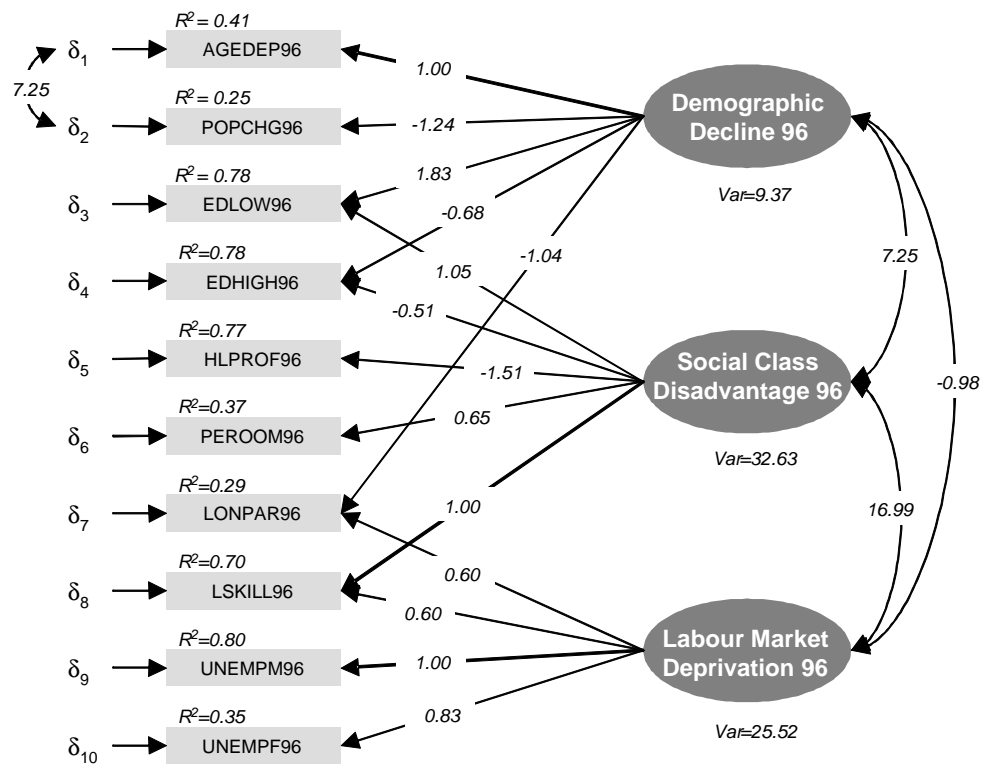 R² = 0.41
δ₁
AGEDEP96
1.00
7.25
R² = 0.25
δ₂
POPCHG96
-1.24
Demographic
Decline 96
Var=9.37
R² = 0.78
δ₃
EDLOW96
1.83
R²=0.78
δ₄
EDHIGH96
-0.68
-1.04
1.05
-0.51
7.25
R²=0.77
δ₅
HLPROF96
-1.51
Social Class
Disadvantage 96
Var=32.63
-0.98
R²=0.37
δ₆
PEROOM96
0.65
R²=0.29
δ₇
LONPAR96
1.00
16.99
R²=0.70
δ₈
LSKILL96
0.60
0.60
R²=0.80
δ₉
UNEMPM96
1.00
Labour Market
Deprivation 96
Var=25.52
R²=0.35
δ₁₀
UNEMPF96
0.83